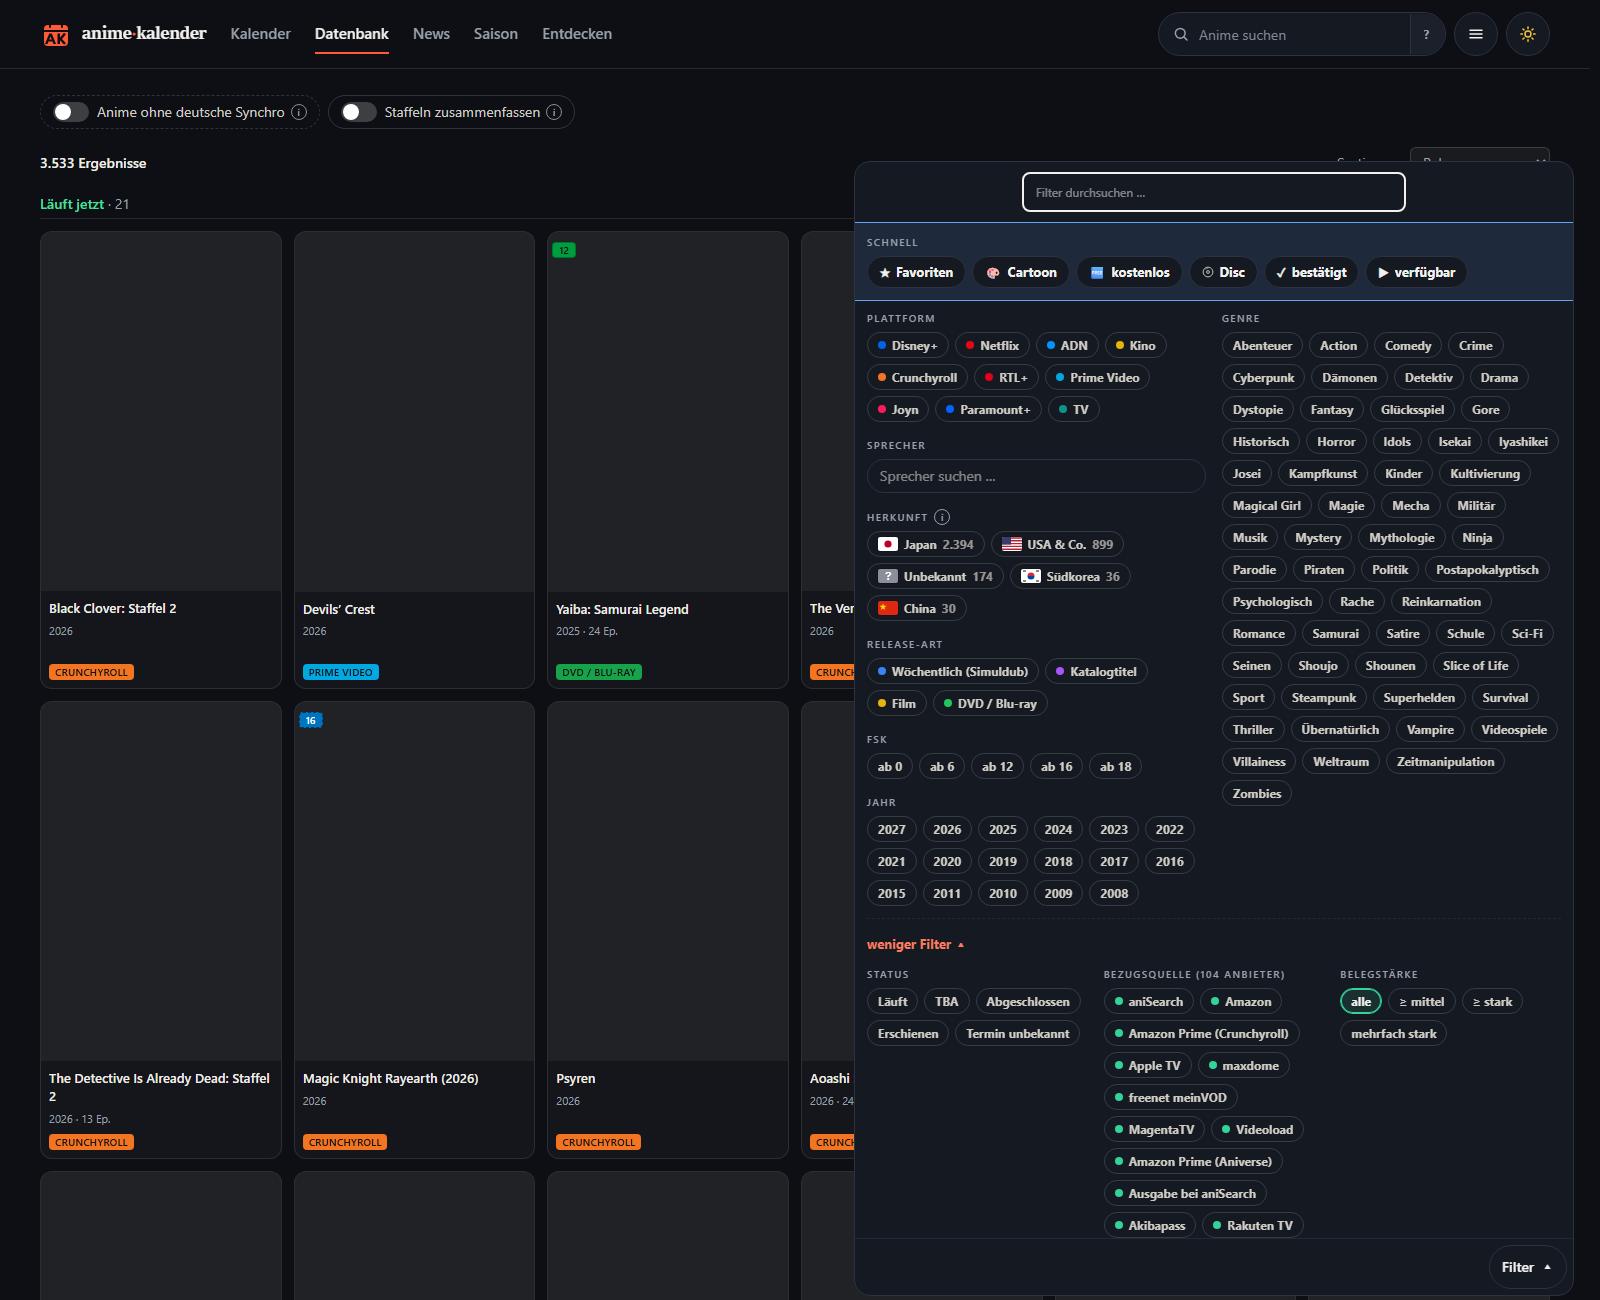 anime·kalender
Kalender
Datenbank
News
Saison
Entdecken
Anime suchen
?
Anime ohne deutsche Synchro
Staffeln zusammenfassen
3.533 Ergebnisse
Läuft jetzt · 21
12
Black Clover: Staffel 2
2026
CRUNCHYROLL
Devils’ Crest
2026
PRIME VIDEO
Yaiba: Samurai Legend
2025 · 24 Ep.
DVD / BLU-RAY
The Ver
2026
CRUNCH
16
The Detective Is Already Dead: Staffel
2
2026 · 13 Ep.
CRUNCHYROLL
Magic Knight Rayearth (2026)
2026
CRUNCHYROLL
Psyren
2026
CRUNCHYROLL
Aoashi
2026 · 24
CRUNCH
Filter durchsuchen ...
SCHNELL
★ Favoriten
Cartoon
kostenlos
Disc
✓ bestätigt
▶ verfügbar
PLATTFORM
Disney+
Netflix
ADN
Kino
Crunchyroll
RTL+
Prime Video
Joyn
Paramount+
TV
SPRECHER
Sprecher suchen ...
HERKUNFT
Japan 2.394
USA & Co. 899
? Unbekannt 174
Südkorea 36
China 30
RELEASE-ART
Wöchentlich (Simuldub)
Katalogtitel
Film
DVD / Blu-ray
FSK
ab 0
ab 6
ab 12
ab 16
ab 18
JAHR
2027
2026
2025
2024
2023
2022
2021
2020
2019
2018
2017
2016
2015
2011
2010
2009
2008
GENRE
Abenteuer
Action
Comedy
Crime
Cyberpunk
Dämonen
Detektiv
Drama
Dystopie
Fantasy
Glücksspiel
Gore
Historisch
Horror
Idols
Isekai
Iyashikei
Josei
Kampfkunst
Kinder
Kultivierung
Magical Girl
Magie
Mecha
Militär
Musik
Mystery
Mythologie
Ninja
Parodie
Piraten
Politik
Postapokalyptisch
Psychologisch
Rache
Reinkarnation
Romance
Samurai
Satire
Schule
Sci-Fi
Seinen
Shoujo
Shounen
Slice of Life
Sport
Steampunk
Superhelden
Survival
Thriller
Übernatürlich
Vampire
Videospiele
Villainess
Weltraum
Zeitmanipulation
Zombies
weniger Filter ▲
STATUS
Läuft
TBA
Abgeschlossen
Erschienen
Termin unbekannt
BEZUGSQUELLE (104 ANBIETER)
aniSearch
Amazon
Amazon Prime (Crunchyroll)
Apple TV
maxdome
freenet meinVOD
MagentaTV
Videoload
Amazon Prime (Aniverse)
Ausgabe bei aniSearch
Akibapass
Rakuten TV
BELEGSTÄRKE
alle
≥ mittel
≥ stark
mehrfach stark
Filter ▲